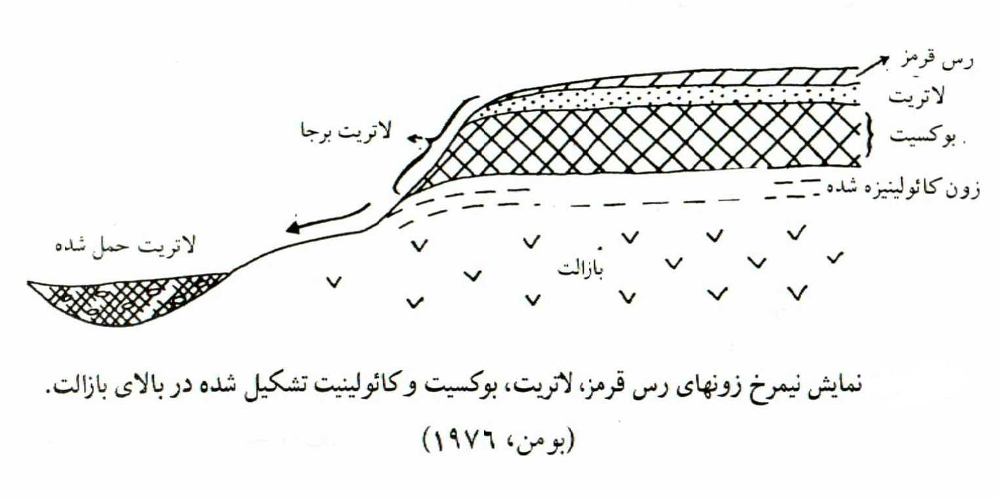 رس قرمز
لاتریت
لاتریت برجا
بوکسیت
زون کائولینیزه شده
لاتریت حمل شده
بازالت
نمایش نیمرخ زونهای رس قرمز، لاتریت، بوکسیت و کائولینیت تشکیل شده در بالای بازالت.
(بومن، ۱۹۷۶)